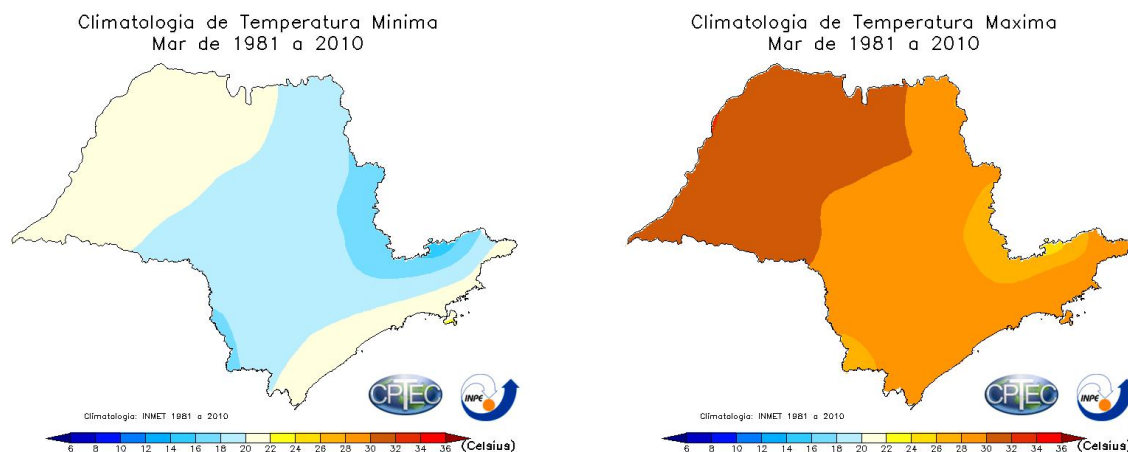 Climatologia de Temperatura Minima
Mar de 1981 a 2010
CPTEC
INPE
Climatologia: INMET 1981 a 2010
6 8 10 12 14 16 18 20 22 24 26 28 30 32 34 36 (Celsius)
Climatologia de Temperatura Maxima
Mar de 1981 a 2010
CPTEC
INPE
Climatologia: INMET 1981 a 2010
6 8 10 12 14 16 18 20 22 24 26 28 30 32 34 36 (Celsius)